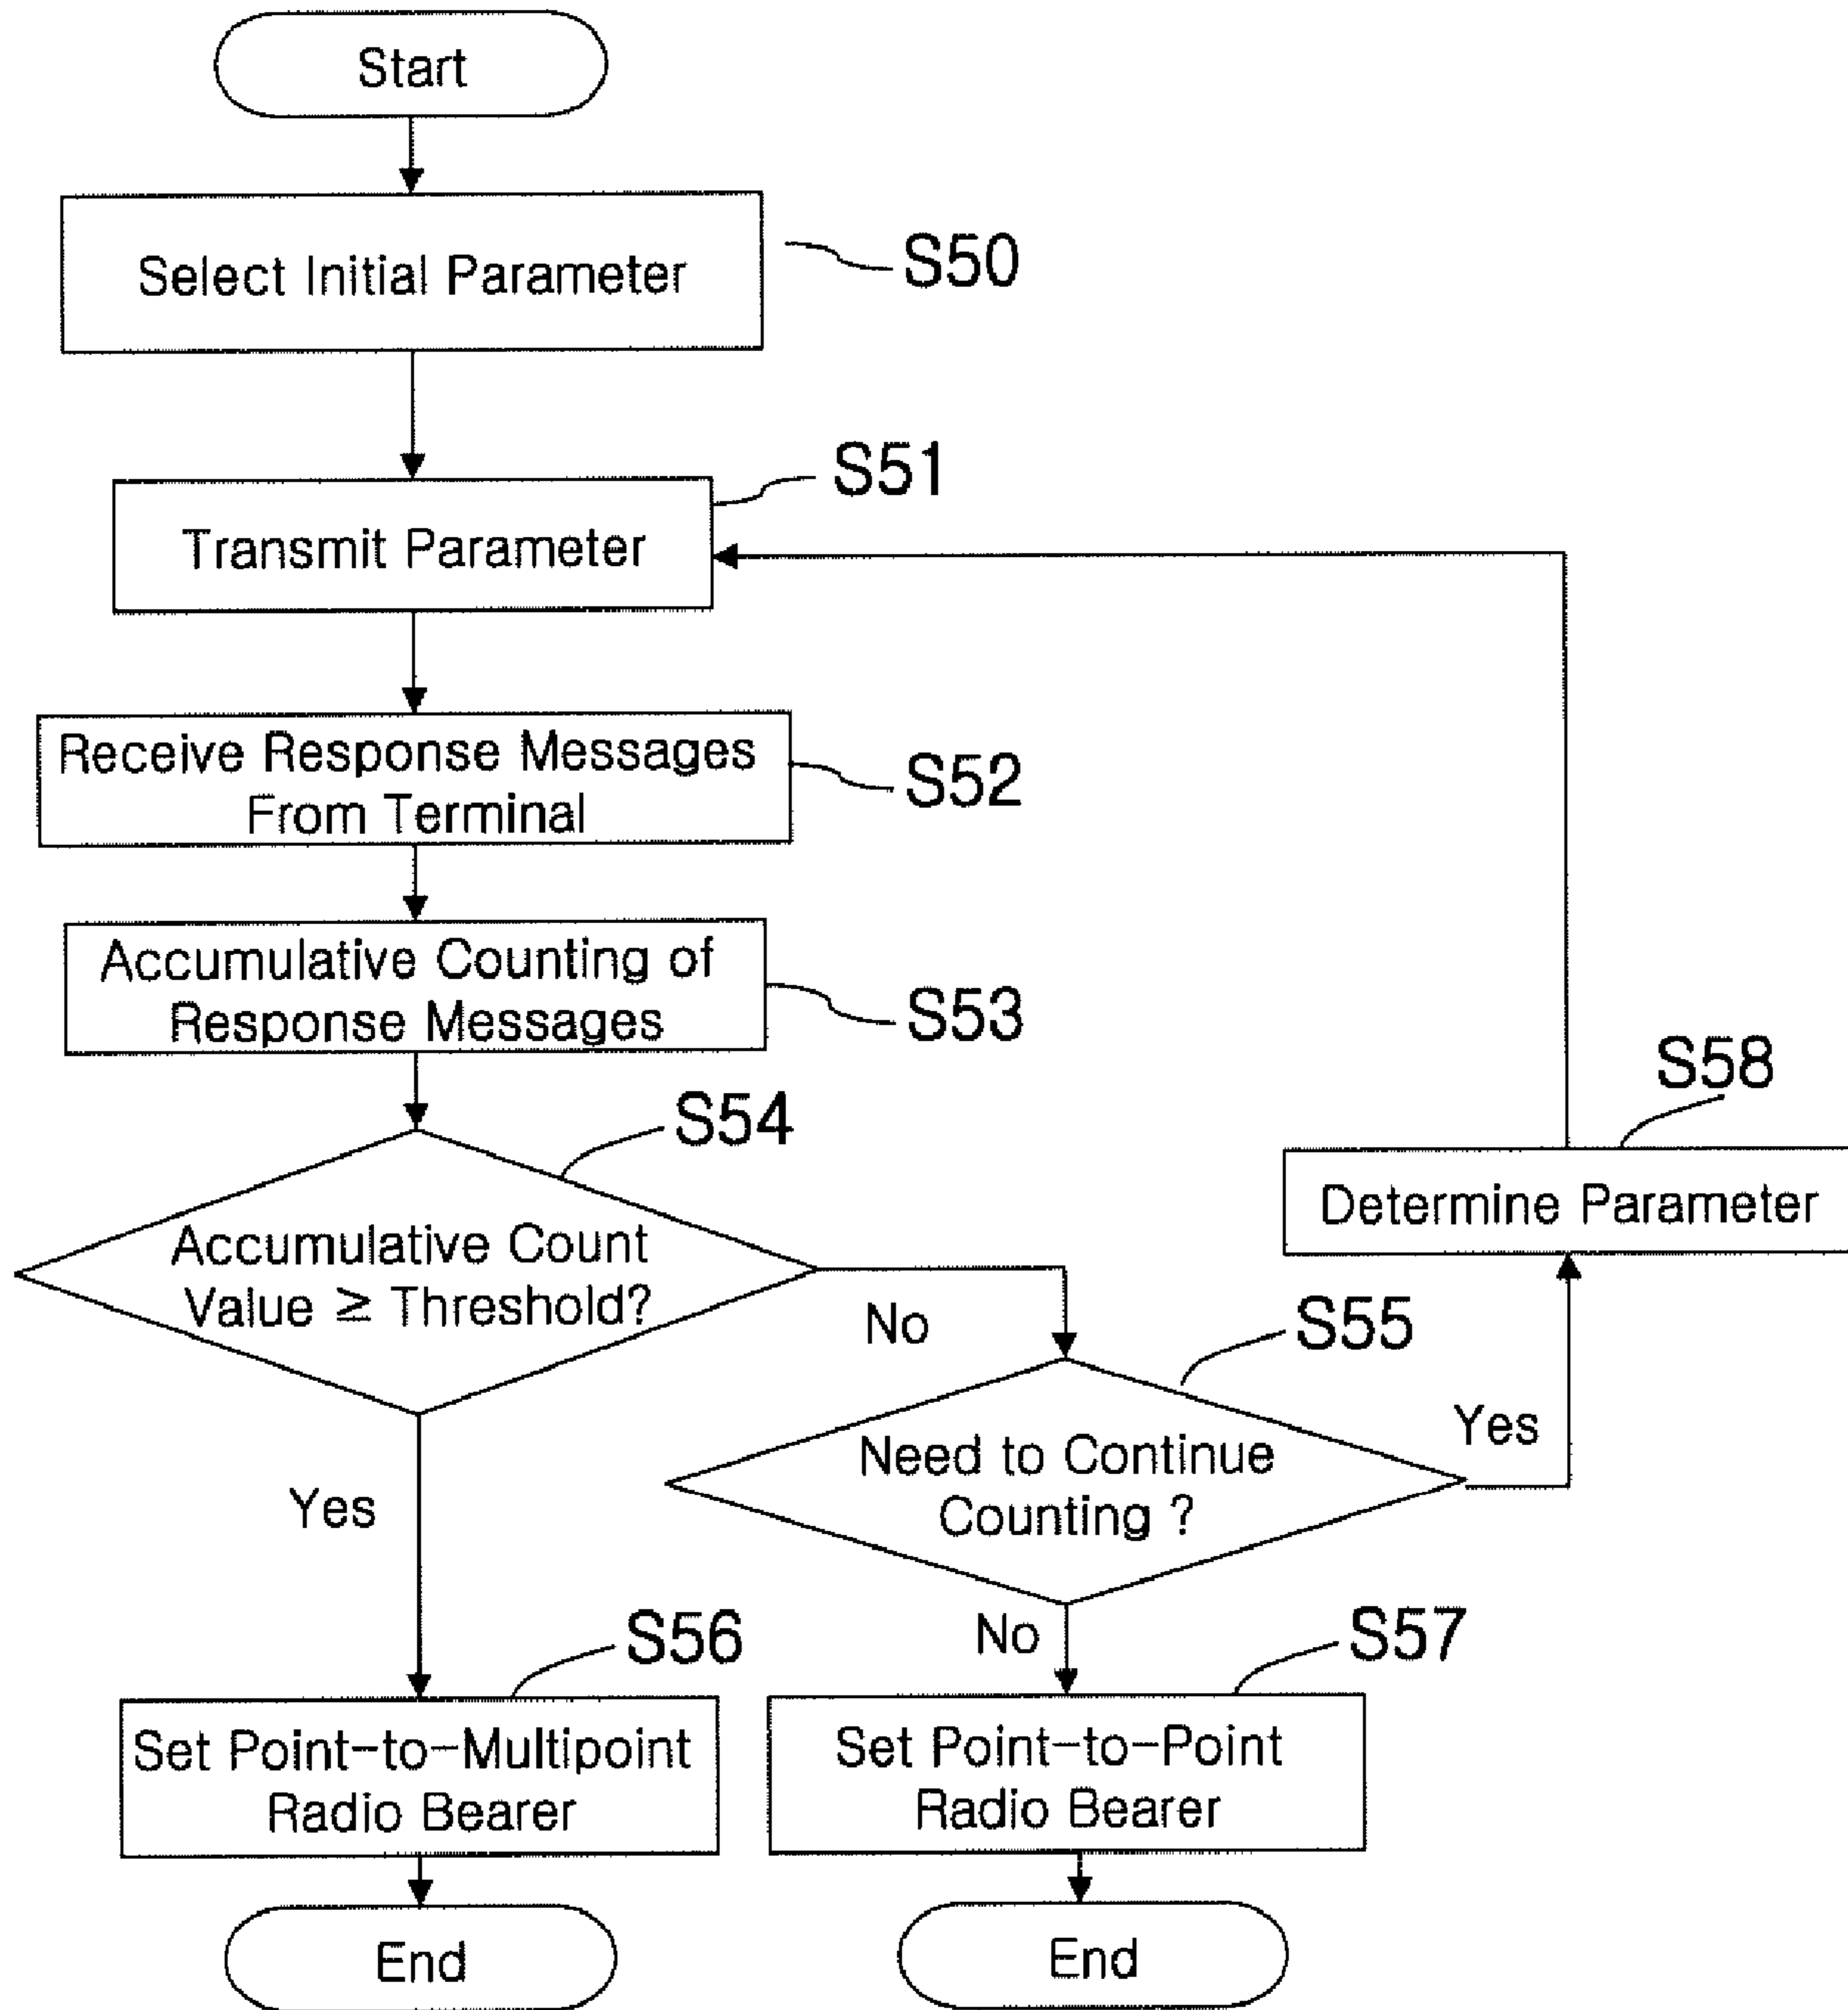 Start
Select Initial Parameter
S50
S51
Transmit Parameter
Receive Response Messages
From Terminal
S52
Accumulative Counting of
Response Messages
S53
S58
Determine Parameter
S54
Accumulative Count
Value ≥ Threshold?
No
S55
Need to Continue
Counting ?
Yes
Yes
No
S56
S57
Set Point-to-Multipoint
Radio Bearer
Set Point-to-Point
Radio Bearer
End
End